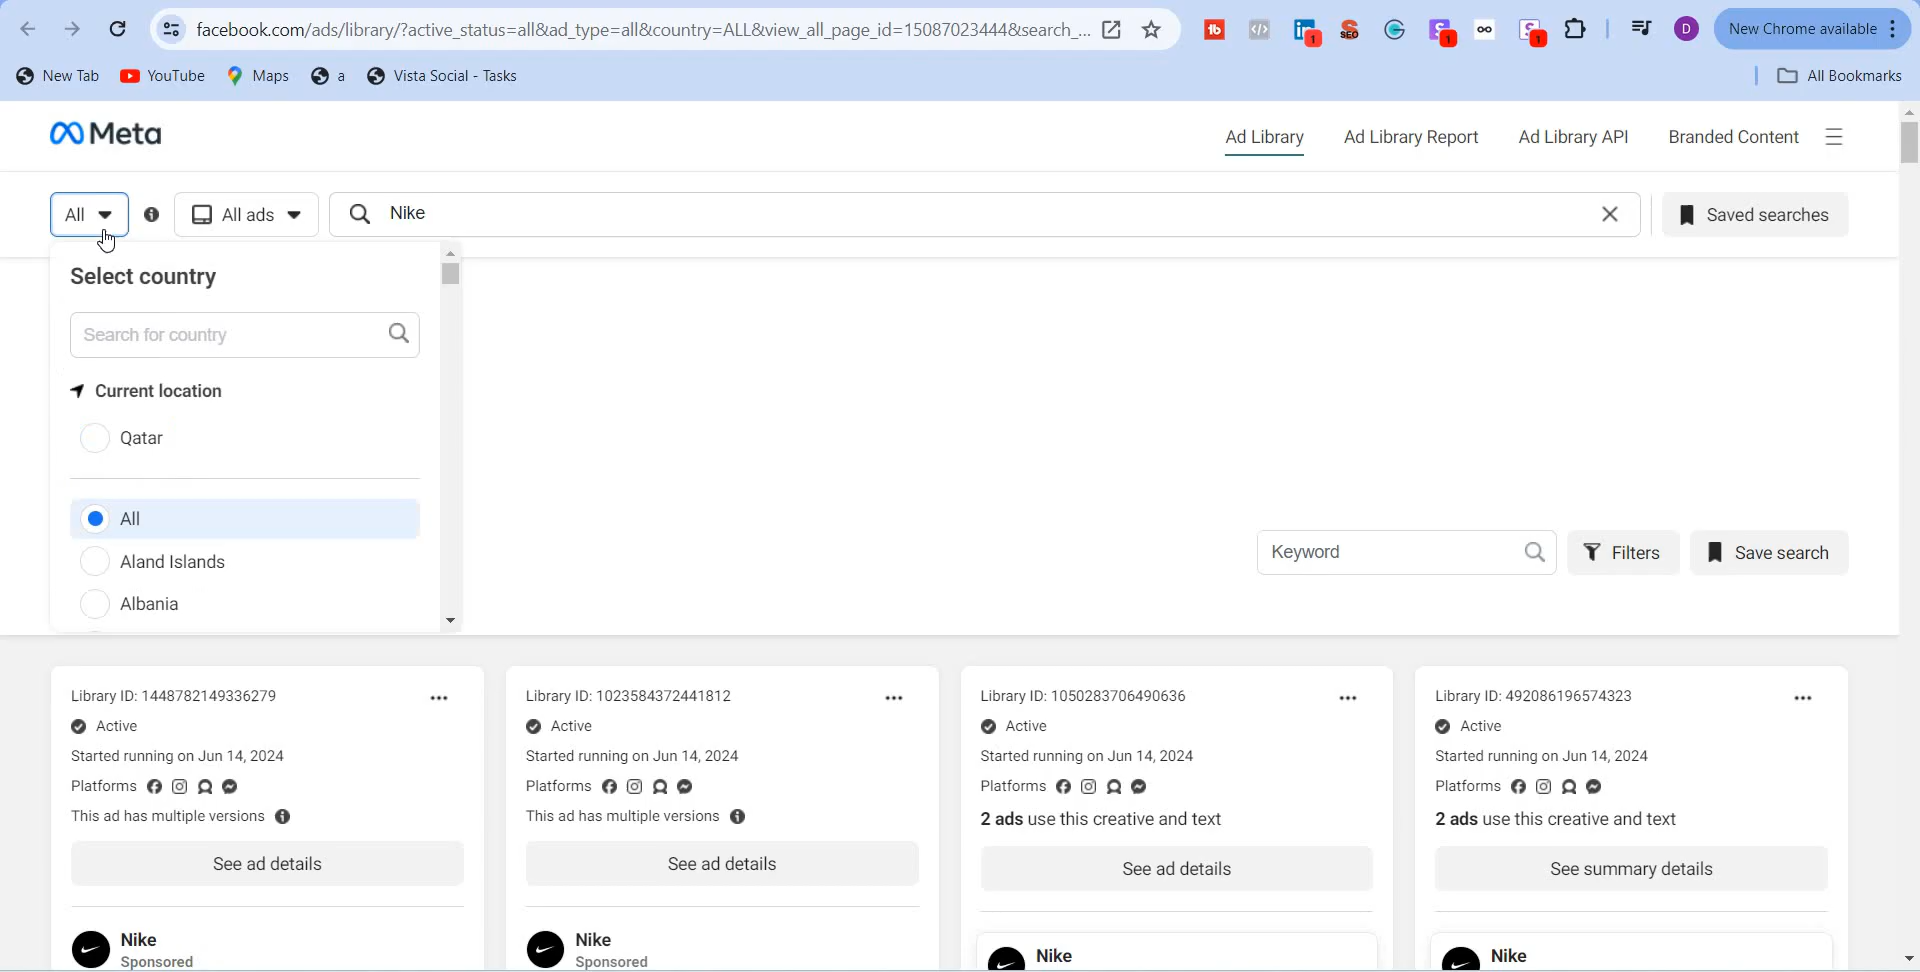 facebook.com/ads/library/?active_status=all&ad_type=all&country=ALL&view_all_page_id=15087023444&search_...
1
1
1
D
New Chrome available
New Tab
YouTube
Maps
a
Vista Social - Tasks
All Bookmarks
Meta
Ad Library
Ad Library Report
Ad Library API
Branded Content
All
All ads
Nike
Saved searches
Select country
Search for country
Current location
Qatar
All
Aland Islands
Albania
Keyword
Filters
Save search
Library ID: 1448782149336279
Active
Started running on Jun 14, 2024
Platforms
This ad has multiple versions
See ad details
Nike
Sponsored
Library ID: 1023584372441812
Active
Started running on Jun 14, 2024
Platforms
This ad has multiple versions
See ad details
Nike
Sponsored
Library ID: 1050283706490636
Active
Started running on Jun 14, 2024
Platforms
2 ads use this creative and text
See ad details
Nike
Library ID: 492086196574323
Active
Started running on Jun 14, 2024
Platforms
2 ads use this creative and text
See summary details
Nike